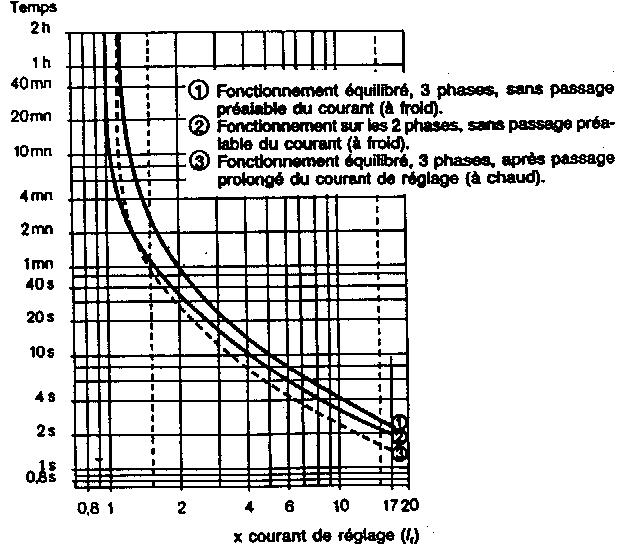 Temps
2 h
1 h
40 mn
20 mn
10 mn
4 mn
2 mn
1 mn
40 s
20 s
10 s
4 s
2 s
1 s
0,8 s
① Fonctionnement équilibré, 3 phases, sans passage
préalable du courant (à froid).
② Fonctionnement sur les 2 phases, sans passage préa-
lable du courant (à froid).
③ Fonctionnement équilibré, 3 phases, après passage
prolongé du courant de réglage (à chaud).
①
②
③
0,8 1 2 4 6 10 17 20
x courant de réglage (Ir)